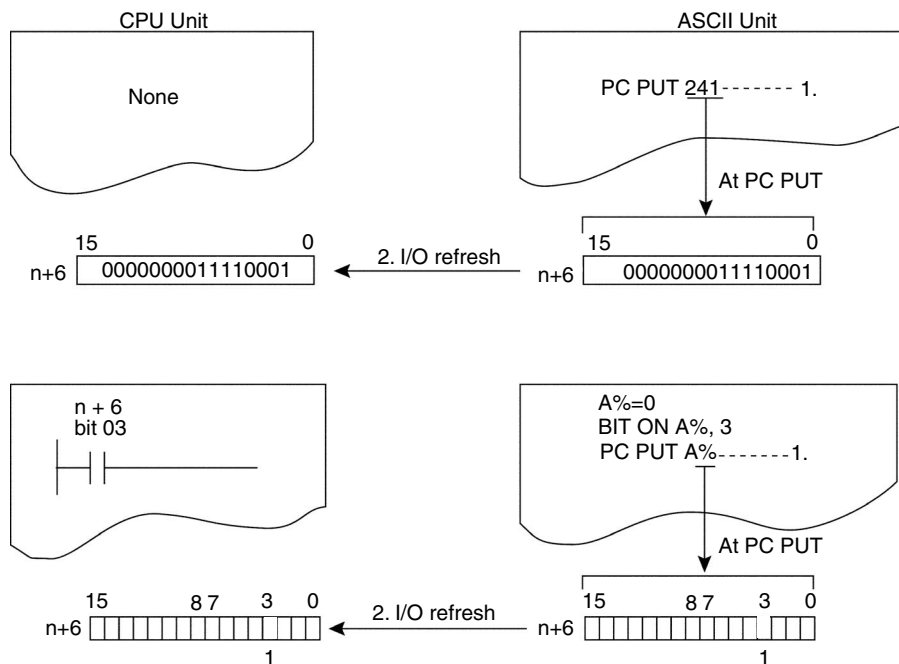 CPU Unit
ASCII Unit
None
PC PUT 241 -------- 1.
At PC PUT
15 0
15 0
n+6 0000000011110001
2. I/O refresh
n+6 0000000011110001
n + 6
bit 03
A%=0
BIT ON A%, 3
PC PUT A% -------- 1.
At PC PUT
15 8 7 3 0
15 8 7 3 0
n+6
2. I/O refresh
n+6
1
1